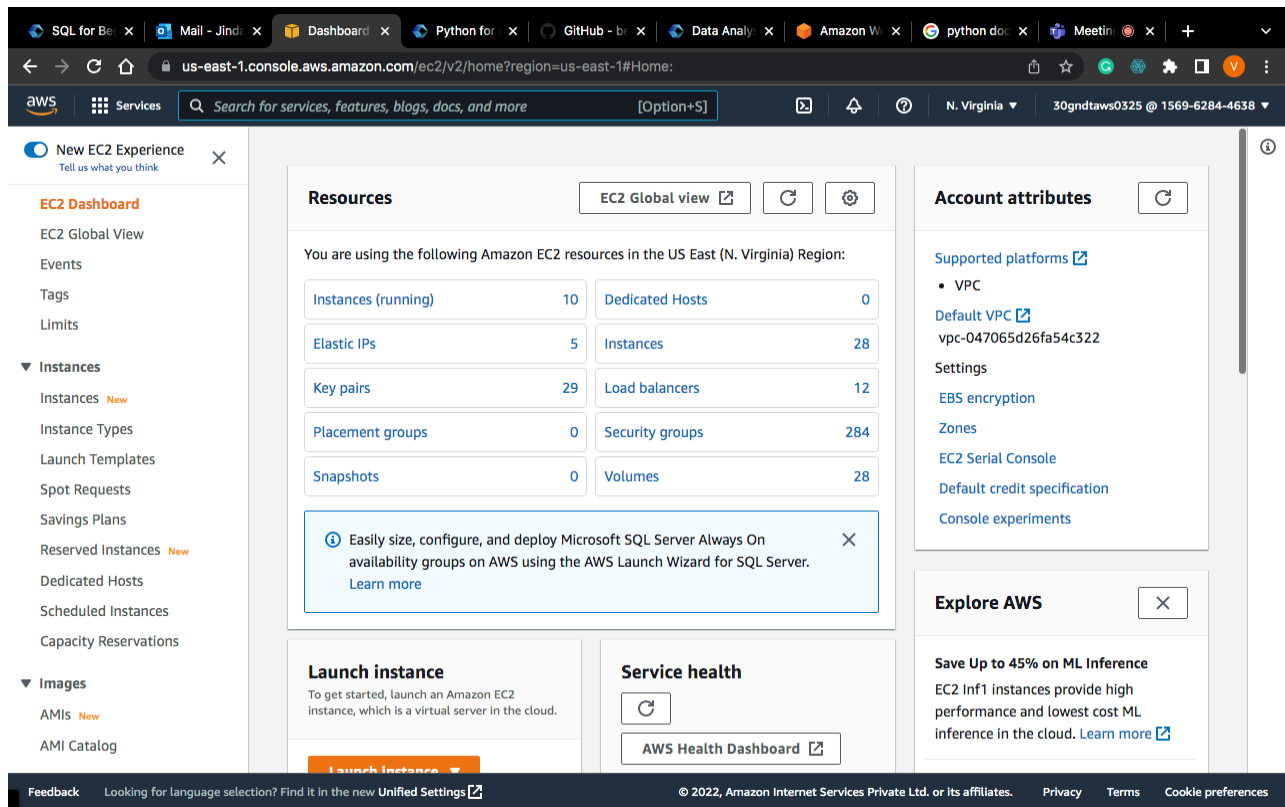 SQL for Be
Mail - Jinda
Dashboard
Python for
GitHub - be
Data Analy
Amazon W
python doc
Meetin
us-east-1.console.aws.amazon.com/ec2/v2/home?region=us-east-1#Home:
V
aws
Services
Search for services, features, blogs, docs, and more
[Option+S]
N. Virginia
30gndtaws0325 @ 1569-6284-4638
New EC2 Experience
Tell us what you think
EC2 Dashboard
EC2 Global View
Events
Tags
Limits
Instances
Instances New
Instance Types
Launch Templates
Spot Requests
Savings Plans
Reserved Instances New
Dedicated Hosts
Scheduled Instances
Capacity Reservations
Images
AMIs New
AMI Catalog
Resources
EC2 Global view
You are using the following Amazon EC2 resources in the US East (N. Virginia) Region:
Instances (running) 10
Dedicated Hosts 0
Elastic IPs 5
Instances 28
Key pairs 29
Load balancers 12
Placement groups 0
Security groups 284
Snapshots 0
Volumes 28
Easily size, configure, and deploy Microsoft SQL Server Always On
availability groups on AWS using the AWS Launch Wizard for SQL Server.
Learn more
Launch instance
To get started, launch an Amazon EC2
instance, which is a virtual server in the cloud.
Launch instance
Service health
AWS Health Dashboard
Account attributes
Supported platforms
• VPC
Default VPC
vpc-047065d26fa54c322
Settings
EBS encryption
Zones
EC2 Serial Console
Default credit specification
Console experiments
Explore AWS
Save Up to 45% on ML Inference
EC2 Inf1 instances provide high
performance and lowest cost ML
inference in the cloud. Learn more
Feedback
Looking for language selection? Find it in the new Unified Settings
© 2022, Amazon Internet Services Private Ltd. or its affiliates.
Privacy
Terms
Cookie preferences